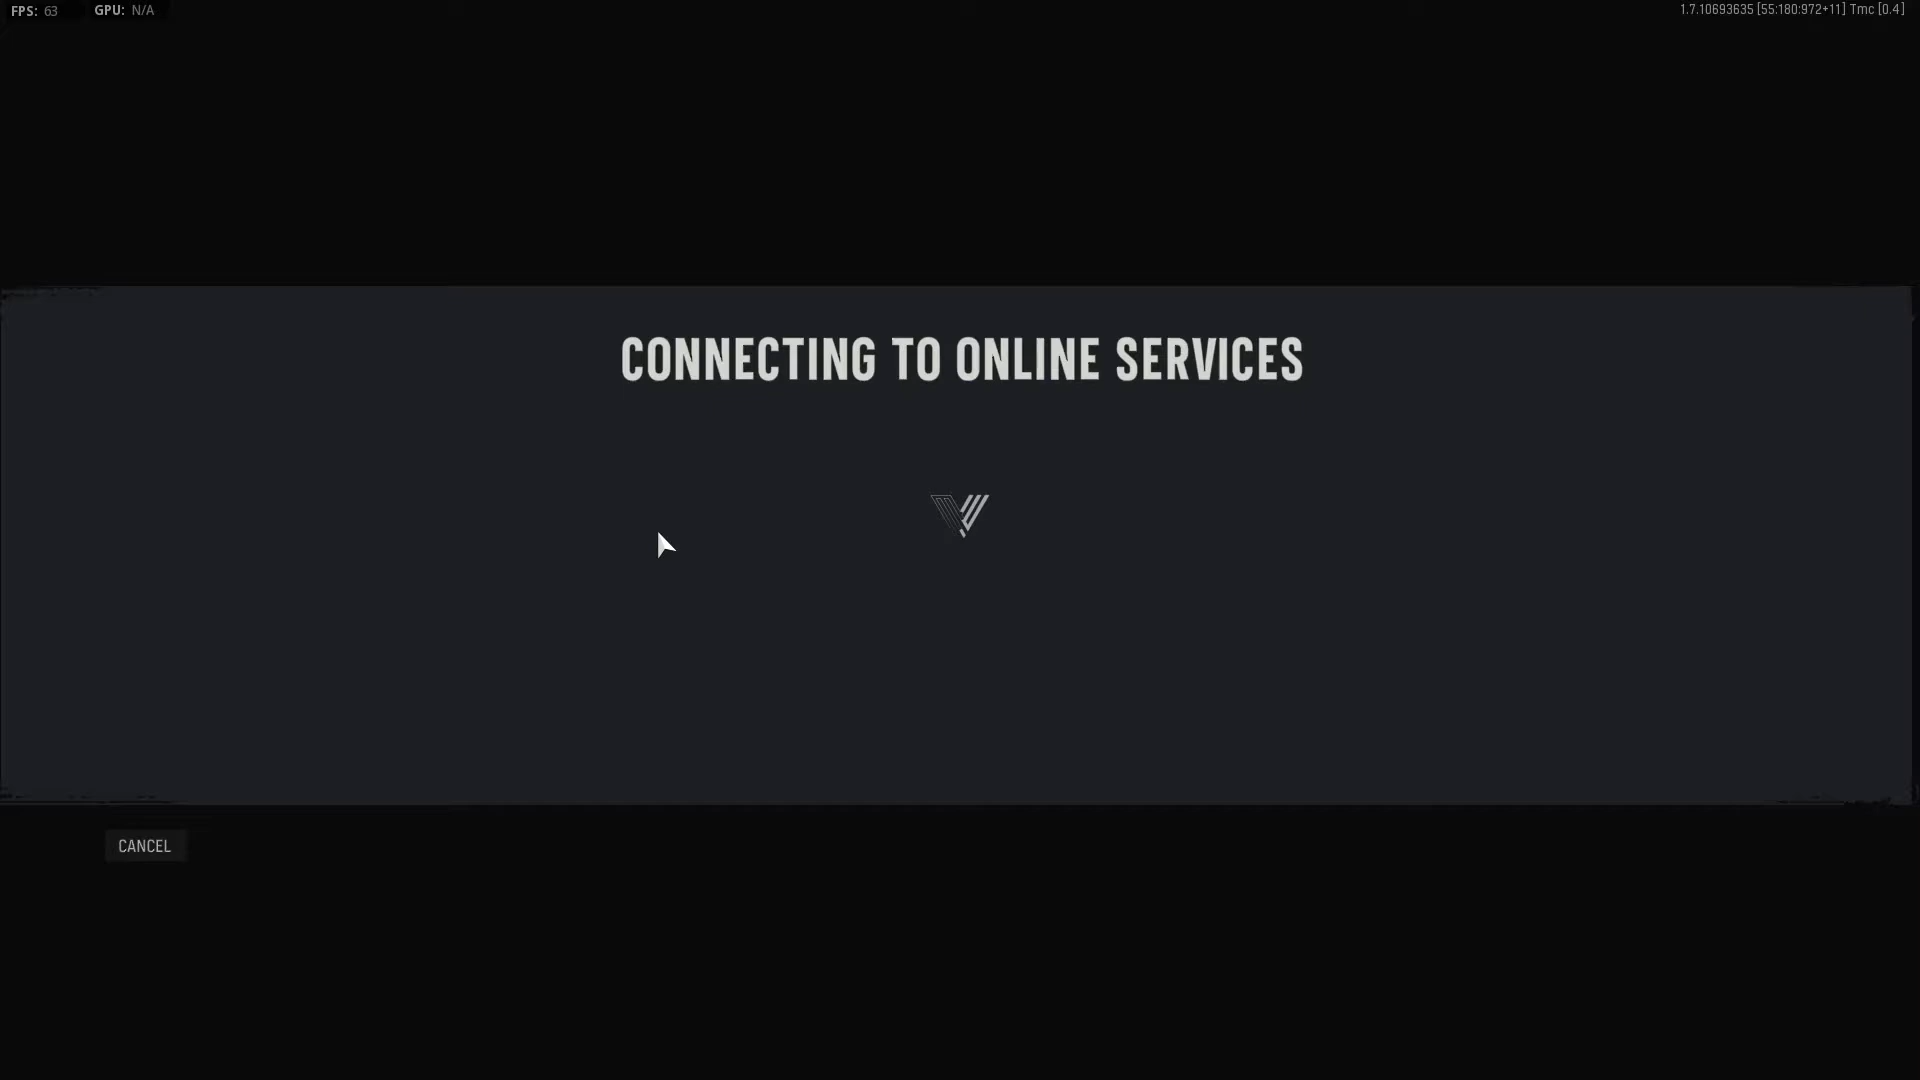 FPS: 63 GPU: N/A
1.7.10693635 [55:180:972+11] Tmc [0.4]
CONNECTING TO ONLINE SERVICES
CANCEL